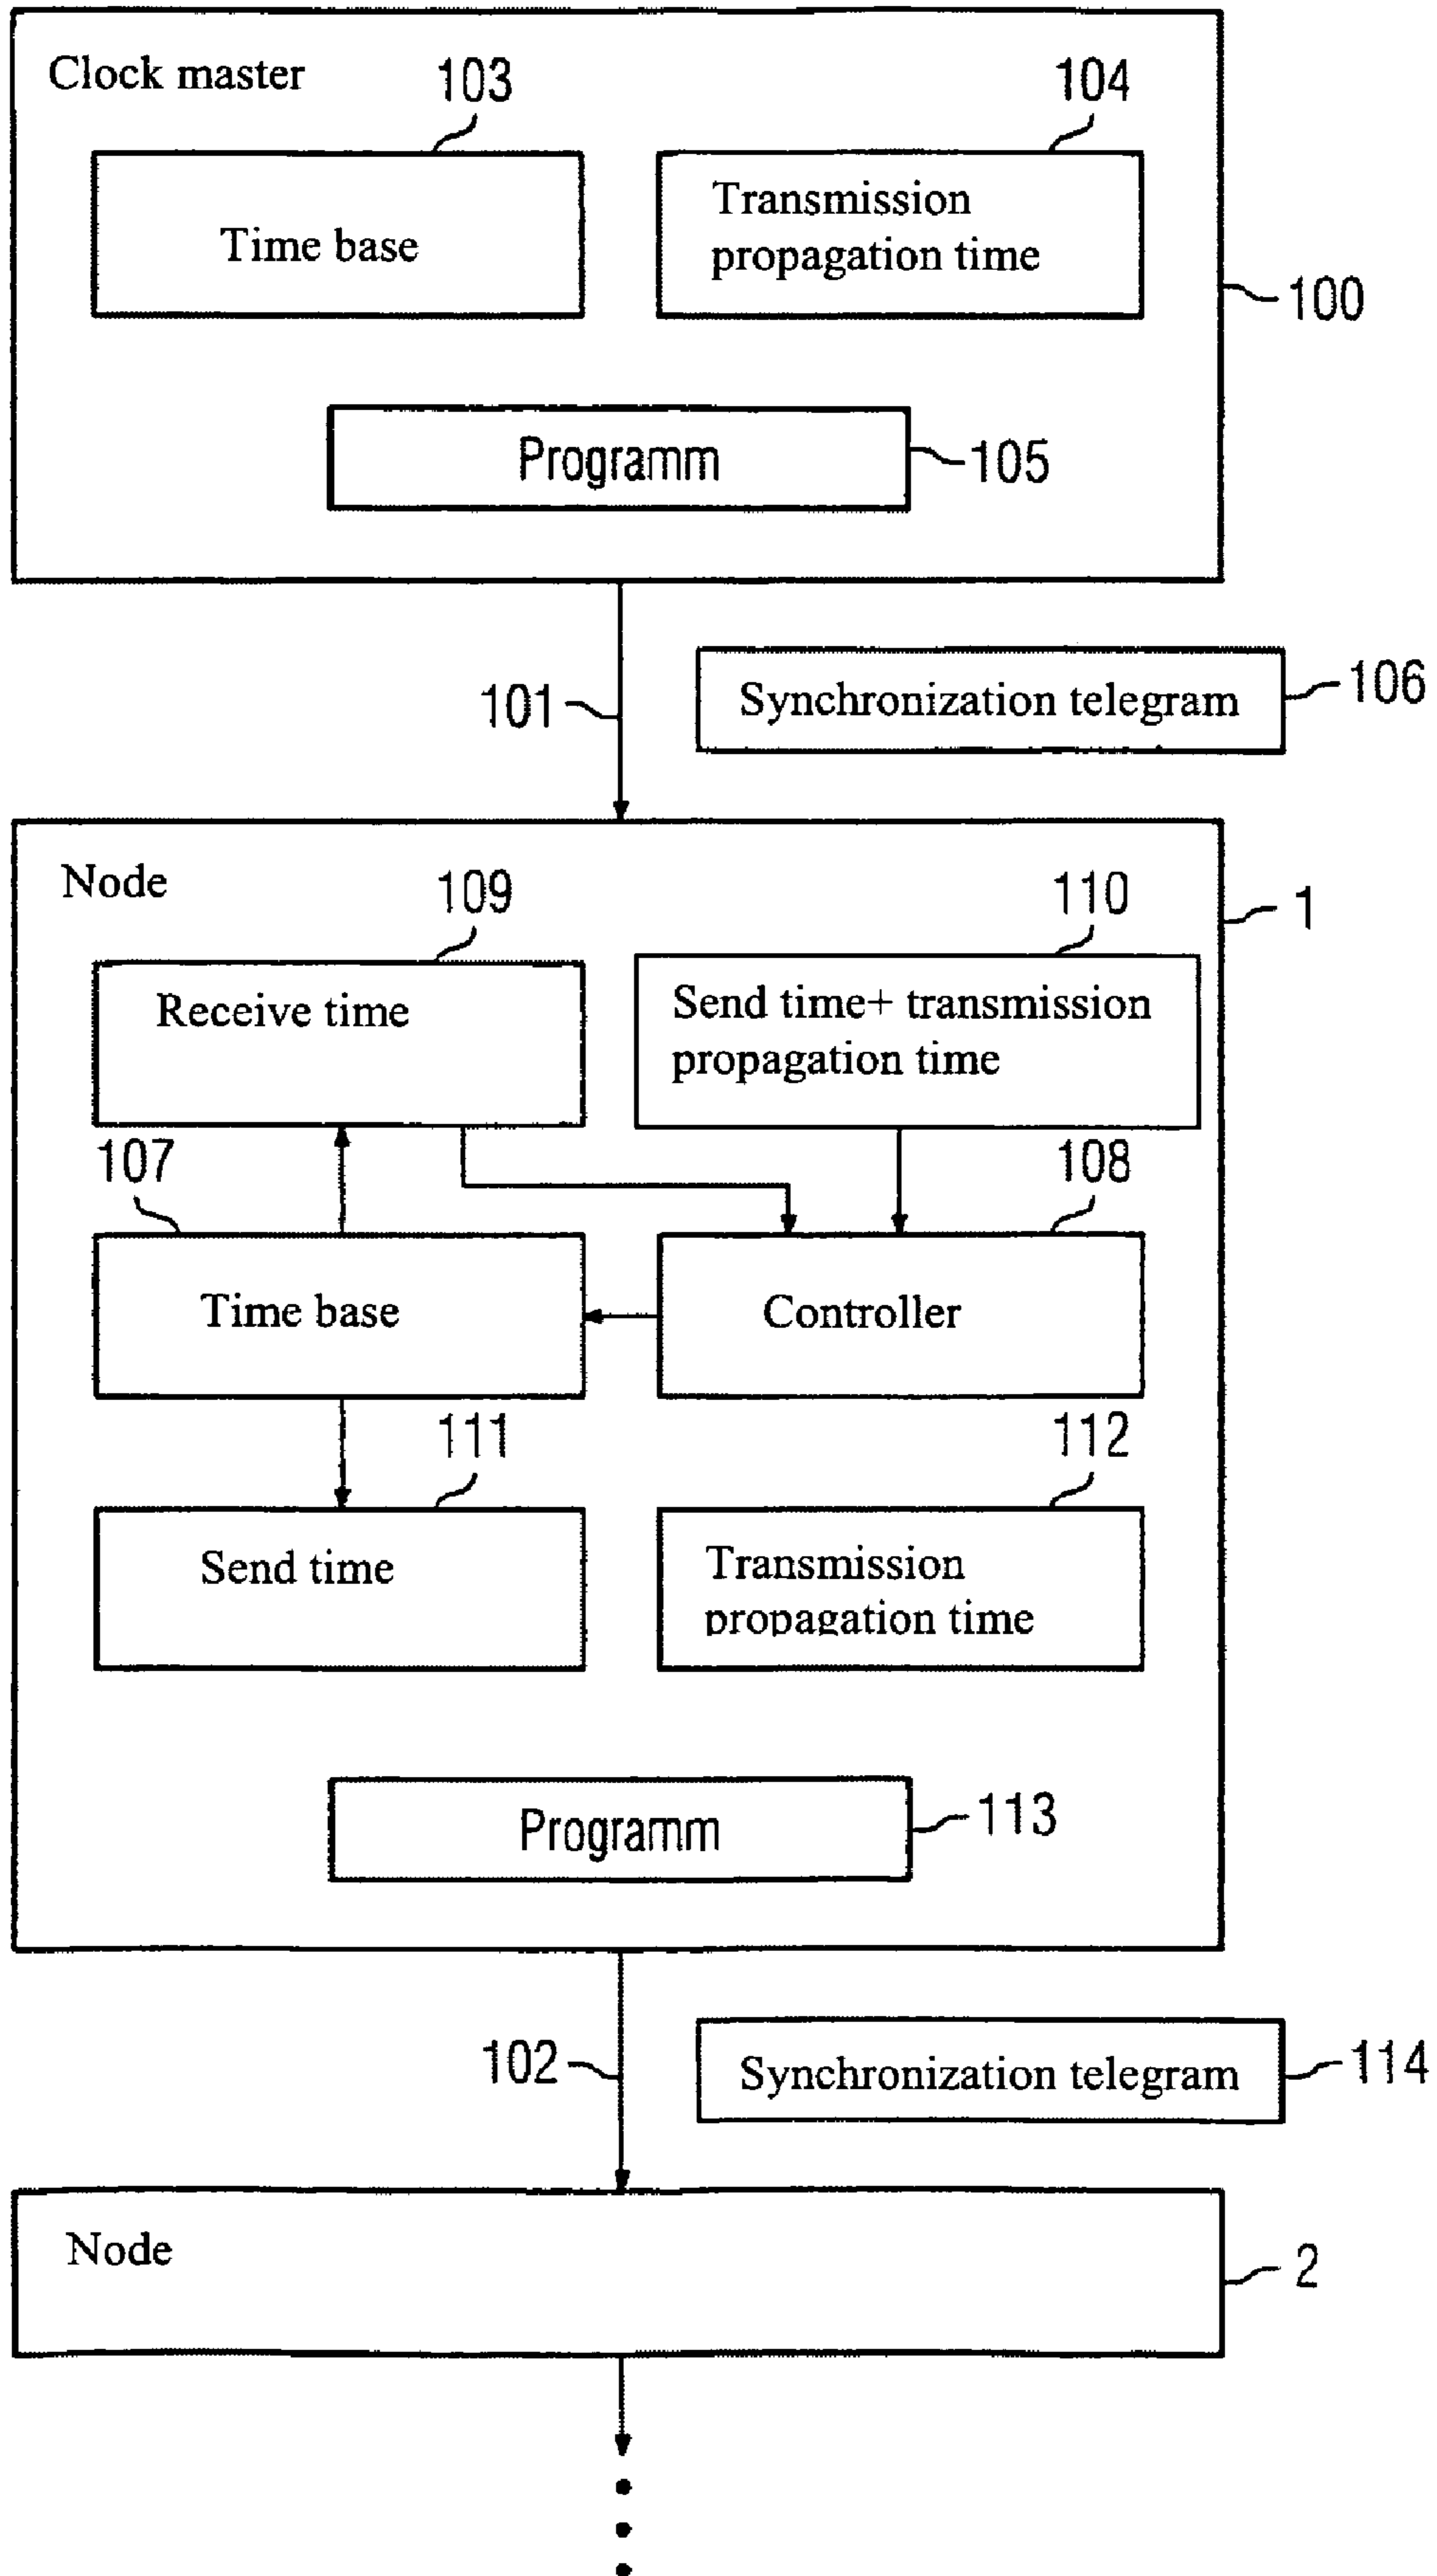 Clock master
103
104
Time base
Transmission
propagation time
100
Programm
105
101
Synchronization telegram
106
Node
109
110
1
Receive time
Send time+ transmission
propagation time
107
108
Time base
Controller
111
112
Send time
Transmission
propagation time
Programm
113
102
Synchronization telegram
114
Node
2